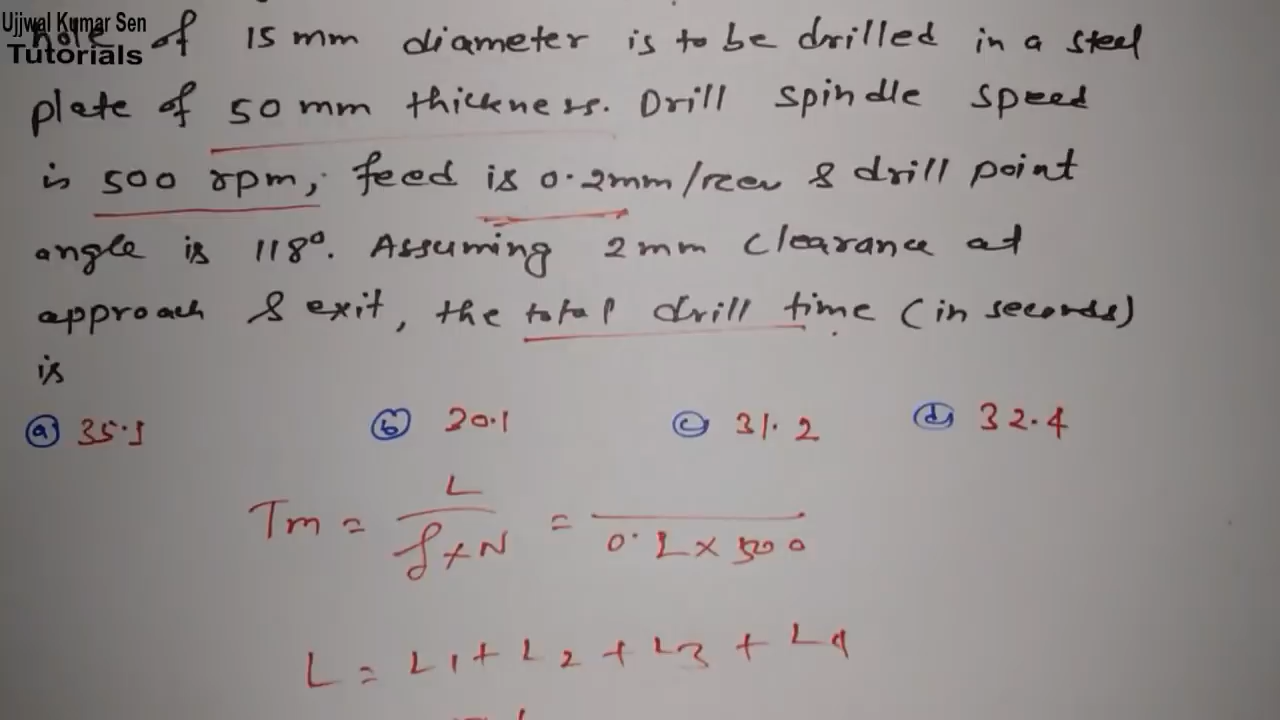 Ujjwal Kumar Sen
Tutorials
hole of 15 mm diameter is to be drilled in a steel
plate of 50 mm thickness. Drill spindle speed
is 500 rpm, feed is 0.2mm/rev & drill point
angle is 118°. Assuming 2 mm clearance at
approach & exit, the total drill time (in seconds)
is
(a) 35.1 (b) 30.1 (c) 31.2 (d) 32.4
Tm = L / f × N = / 0.2 × 500
L = L1 + L2 + L3 + L4